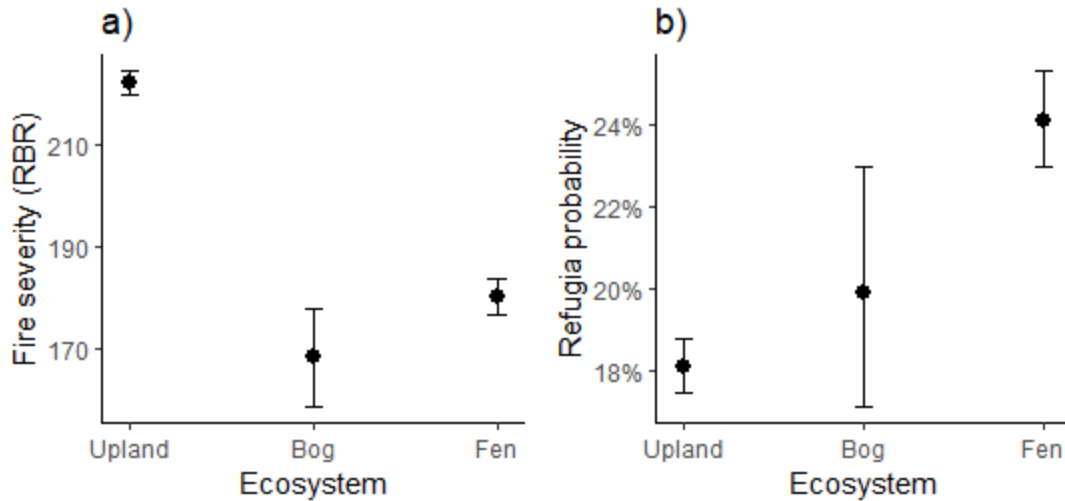 a)
Fire severity (RBR)
210
190
170
Upland Bog Fen
Ecosystem
b)
Refugia probability
24%
22%
20%
18%
Upland Bog Fen
Ecosystem